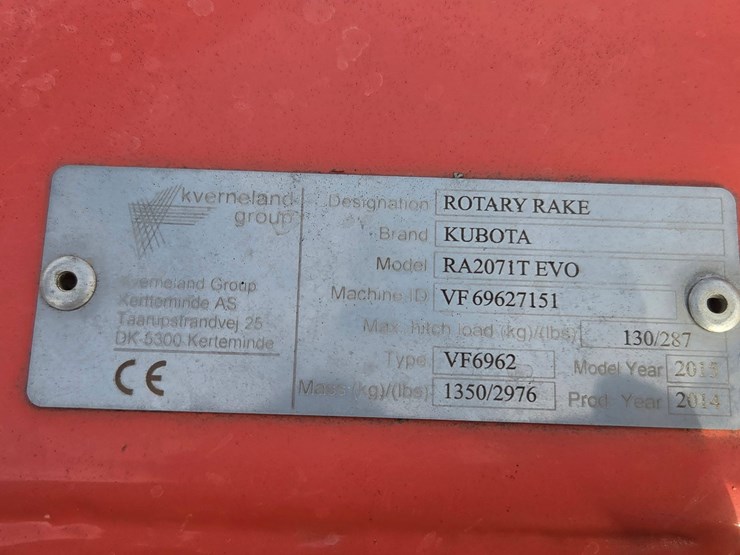 kverneland
group
Kverneland Group
Kerteminde AS
Taarupstrandvej 25
DK-5300 Kerteminde
CE
Designation ROTARY RAKE
Brand KUBOTA
Model RA2071T EVO
Machine ID VF69627151
Max. hitch load (kg)/(lbs) 130/287
Type VF6962 Model Year 2015
Mass (kg)/(lbs) 1350/2976 Prod. Year 2014